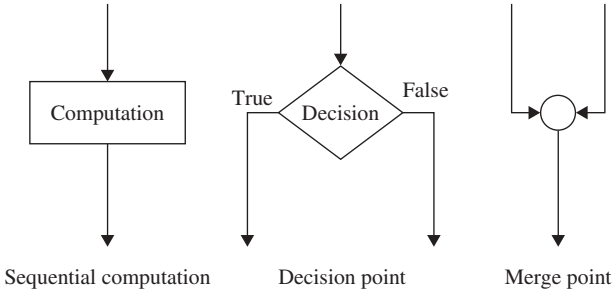 Computation
True
Decision
False
Sequential computation
Decision point
Merge point